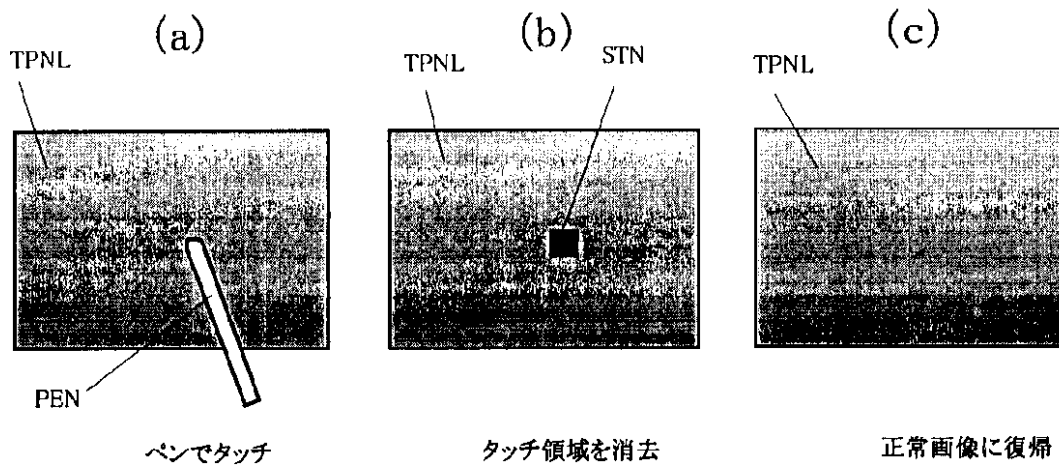 (a)
(b)
(c)
TPNL
TPNL
STN
TPNL
PEN
ペンでタッチ
タッチ領域を消去
正常画像に復帰